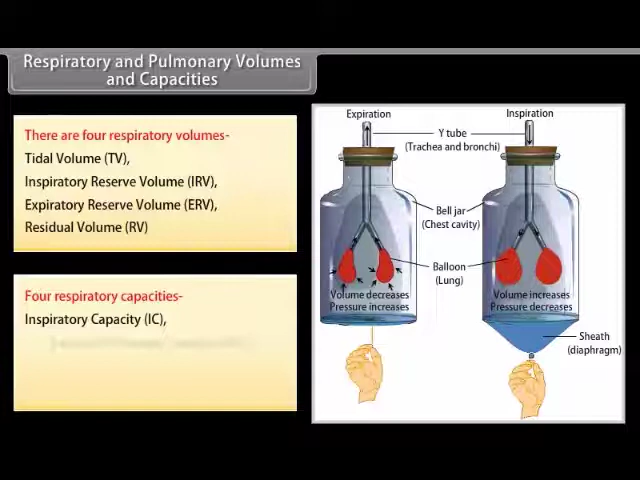 Respiratory and Pulmonary Volumes
and Capacities
There are four respiratory volumes-
Tidal Volume (TV),
Inspiratory Reserve Volume (IRV),
Expiratory Reserve Volume (ERV),
Residual Volume (RV)
Four respiratory capacities-
Inspiratory Capacity (IC),
Expiration
Inspiration
Y tube
(Trachea and bronchi)
Bell jar
(Chest cavity)
Balloon
(Lung)
Volume decreases
Pressure increases
Volume increases
Pressure decreases
Sheath
(diaphragm)